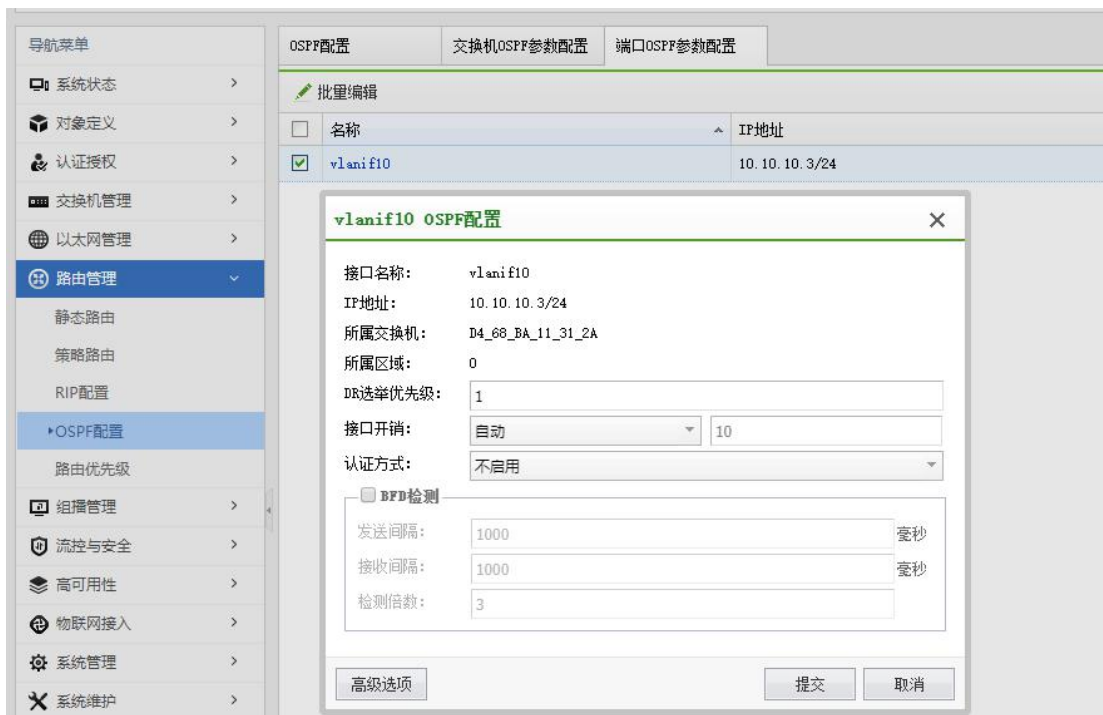 导航菜单
系统状态
对象定义
认证授权
交换机管理
以太网管理
路由管理
静态路由
策略路由
RIP配置
OSPF配置
路由优先级
组播管理
流控与安全
高可用性
物联网接入
系统管理
系统维护
OSPF配置 交换机OSPF参数配置 端口OSPF参数配置
批里编辑
名称 IP地址
vlanif10 10.10.10.3/24
vlanif10 OSPF配置
接口名称: vlanif10
IP地址: 10.10.10.3/24
所属交换机: D4_68_BA_11_31_2A
所属区域: 0
DR选举优先级: 1
接口开销: 自动 10
认证方式: 不启用
BFD检测
发送间隔: 1000 毫秒
接收间隔: 1000 毫秒
检测倍数: 3
高级选项 提交 取消